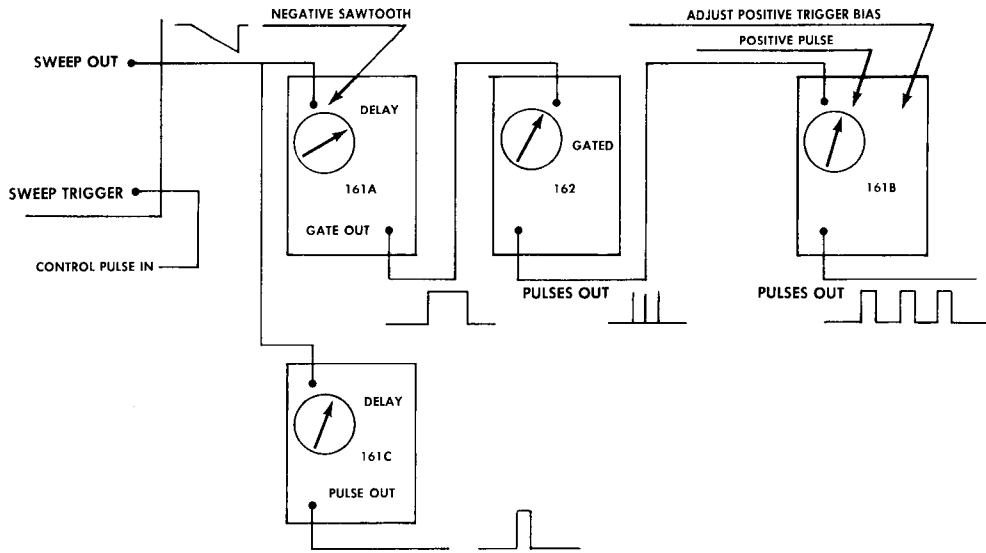 NEGATIVE SAWTOOTH
ADJUST POSITIVE TRIGGER BIAS
POSITIVE PULSE
SWEEP OUT
DELAY
GATED
161A
162
161B
SWEEP TRIGGER
GATE OUT
CONTROL PULSE IN
PULSES OUT
PULSES OUT
DELAY
161C
PULSE OUT